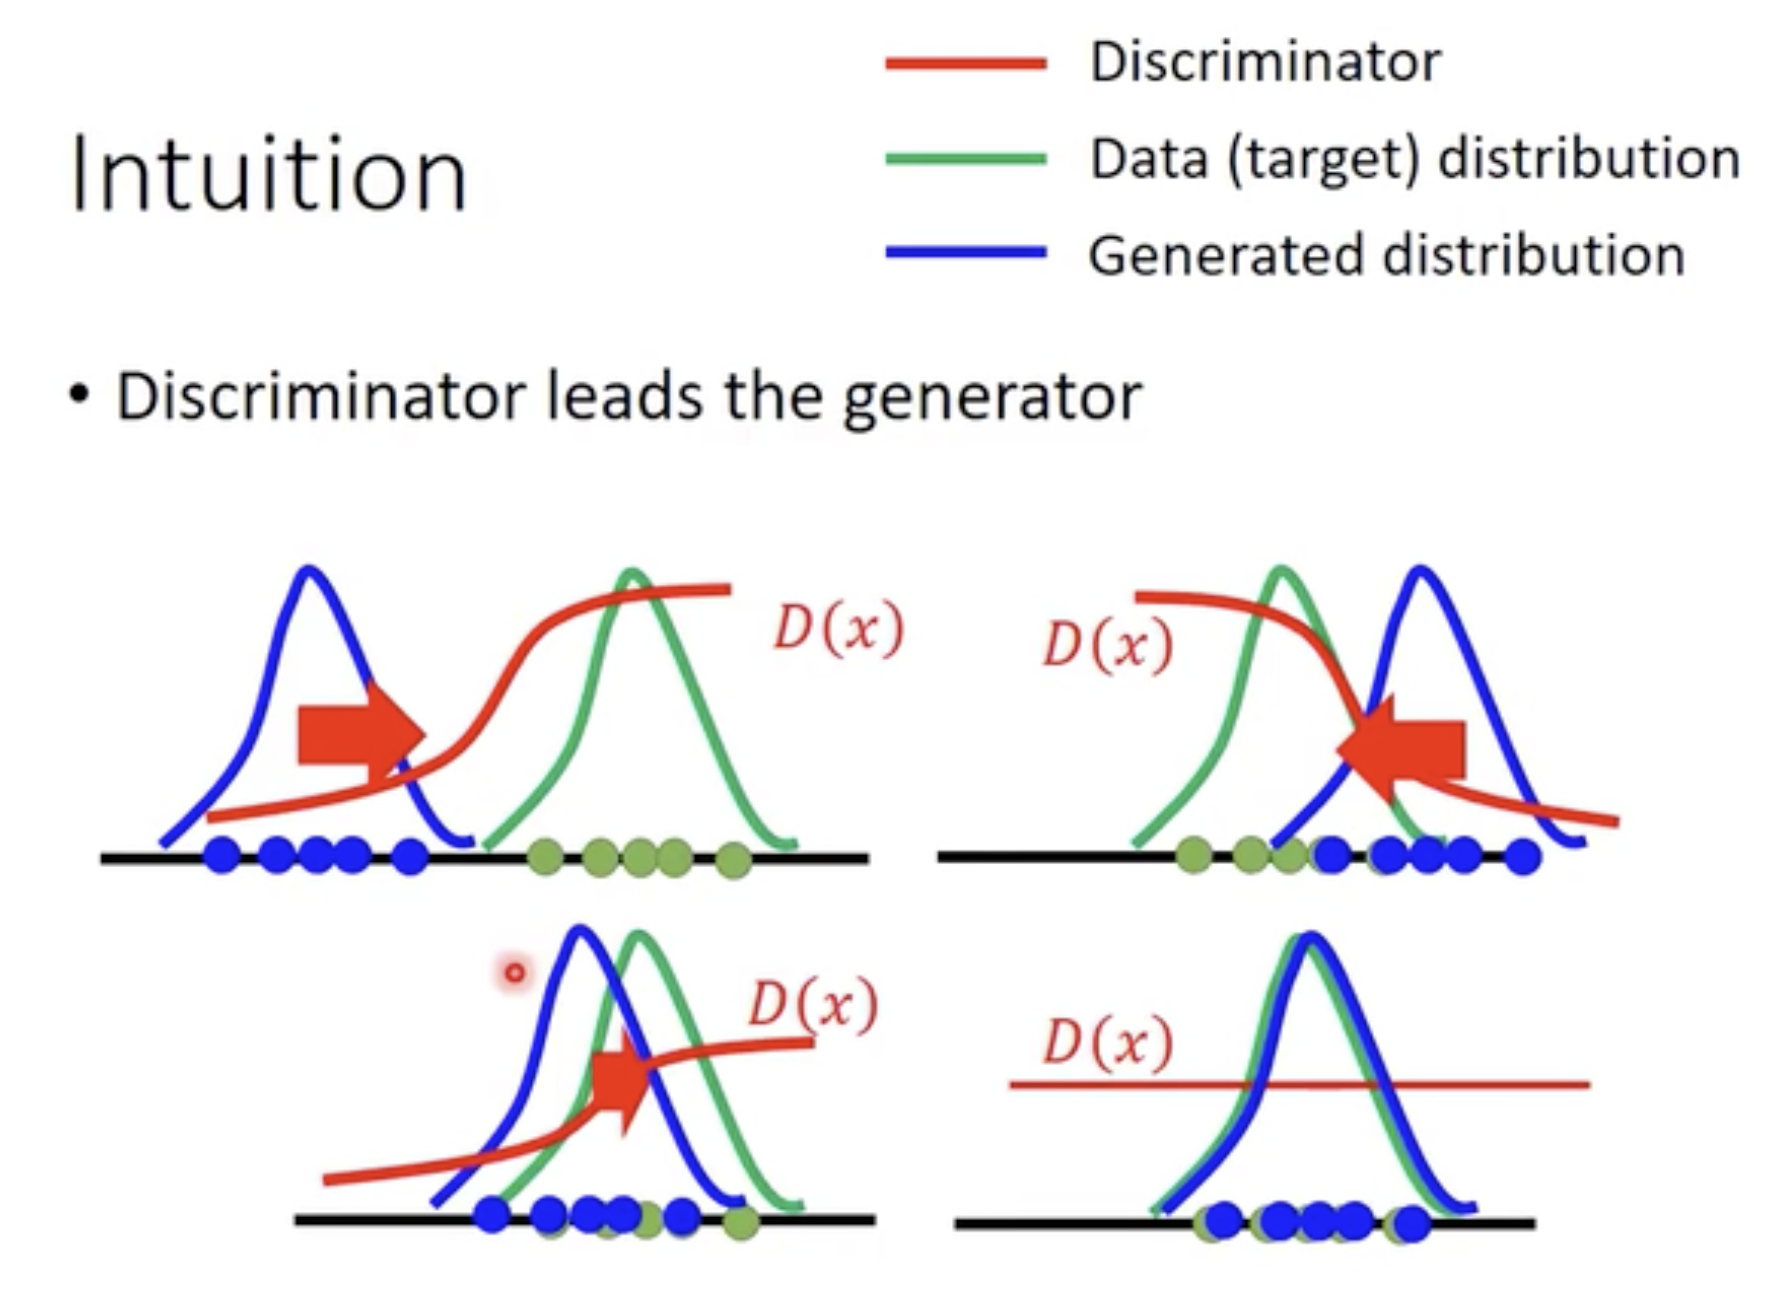 Discriminator
Data (target) distribution
Generated distribution
Intuition
• Discriminator leads the generator
D(x)
D(x)
D(x)
D(x)